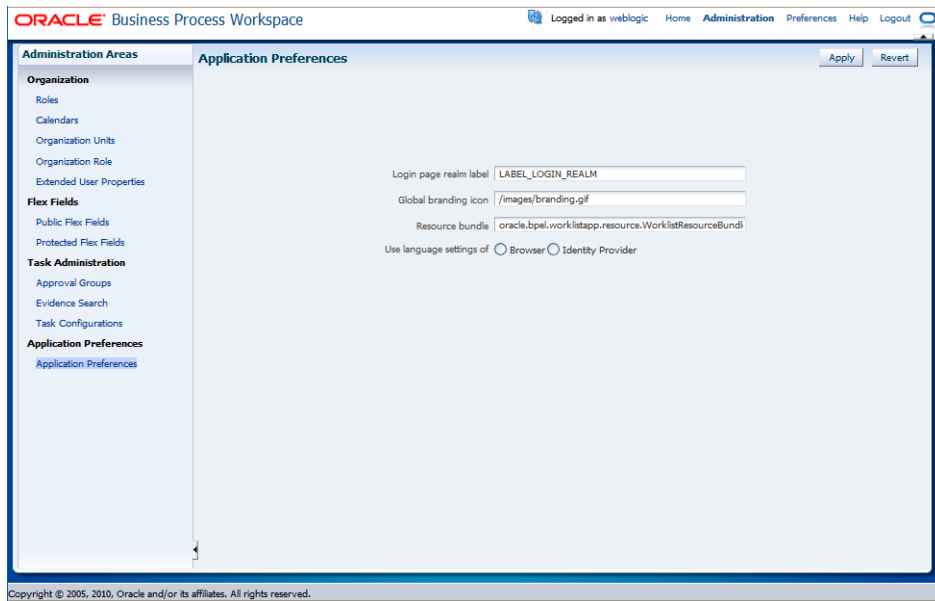 ORACLE Business Process Workspace
Logged in as weblogic Home Administration Preferences Help Logout
Administration Areas
Application Preferences
Apply Revert
Organization
Roles
Calendars
Organization Units
Organization Role
Extended User Properties
Flex Fields
Public Flex Fields
Protected Flex Fields
Task Administration
Approval Groups
Evidence Search
Task Configurations
Application Preferences
Application Preferences
Login page realm label LABEL_LOGIN_REALM
Global branding icon /images/branding.gif
Resource bundle oracle.bpel.worklistapp.resource.WorklistResourceBundl
Use language settings of Browser Identity Provider
Copyright © 2005, 2010, Oracle and/or its affiliates. All rights reserved.